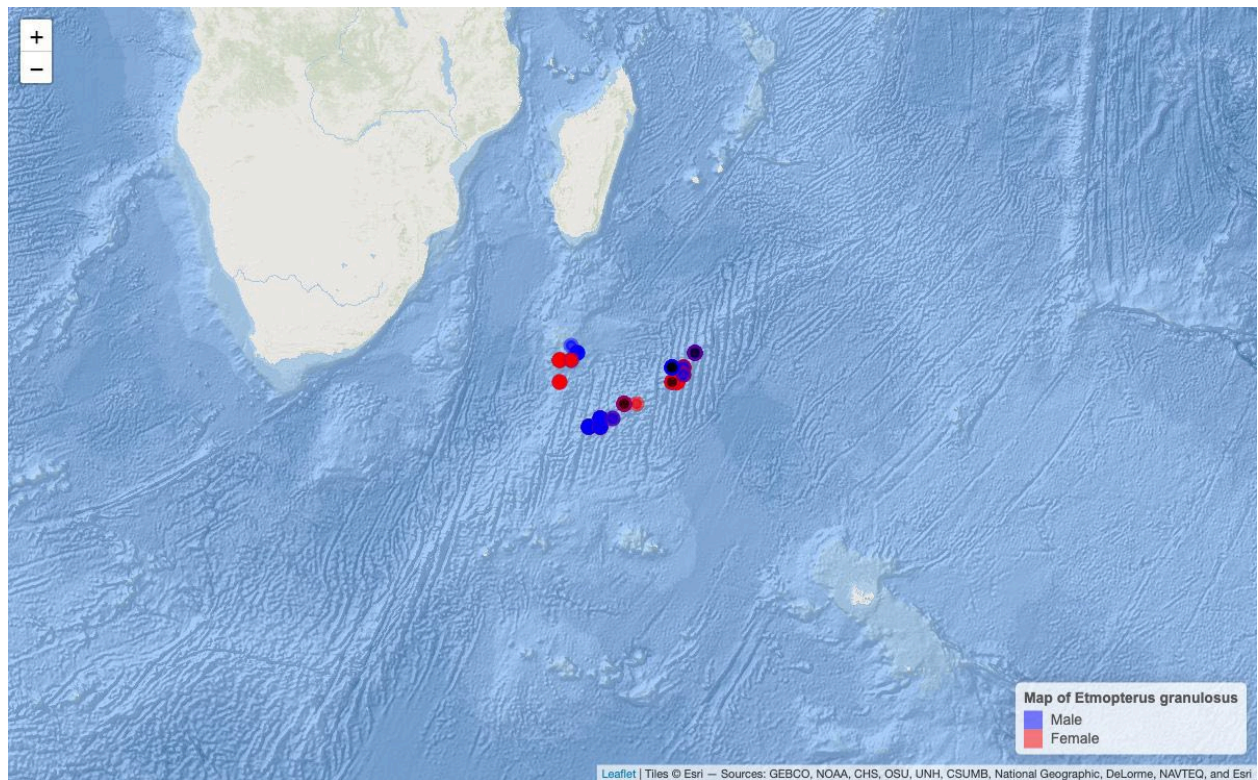 +
−
Map of Etmopterus granulosus
Male
Female
Leaflet | Tiles © Esri — Sources: GEBCO, NOAA, CHS, OSU, UNH, CSUMB, National Geographic, DeLorme, NAVTEQ, and Esri